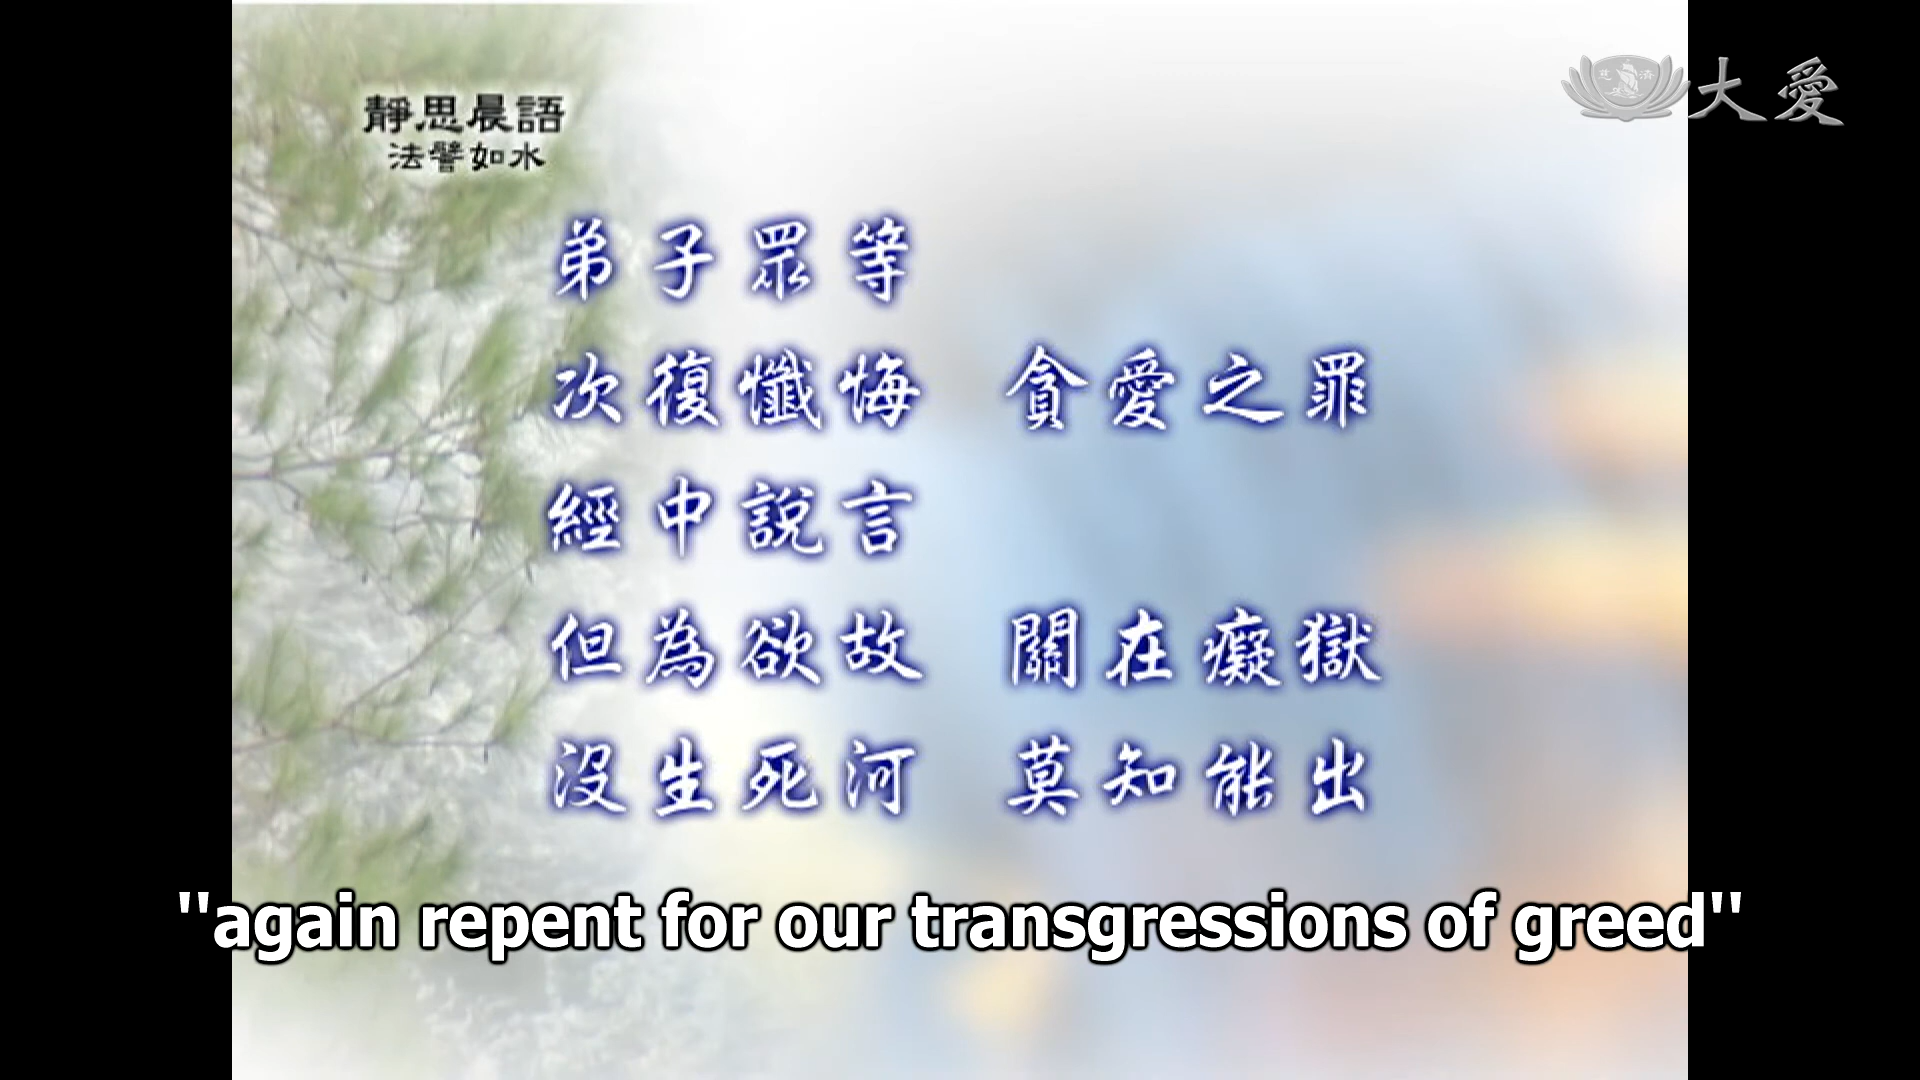 靜思晨語
法譬如水
慈濟
大愛
弟子眾等
次復懺悔 貪愛之罪
經中說言
但為欲故 關在癡獄
沒生死河 莫知能出
"again repent for our transgressions of greed"